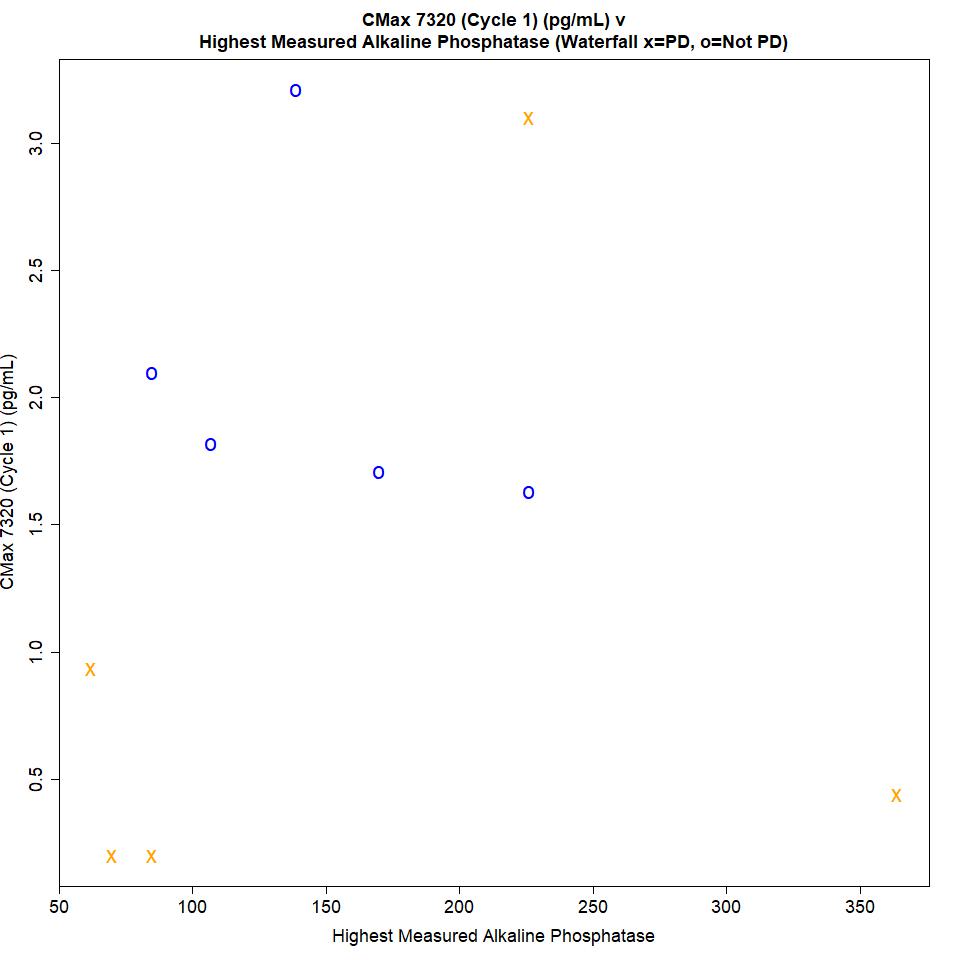 CMax 7320 (Cycle 1) (pg/mL) v
Highest Measured Alkaline Phosphatase (Waterfall x=PD, o=Not PD)
CMax 7320 (Cycle 1) (pg/mL)
3.0
2.5
2.0
1.5
1.0
0.5
O
X
O
O
O
O
X
X
X
X
50 100 150 200 250 300 350
Highest Measured Alkaline Phosphatase